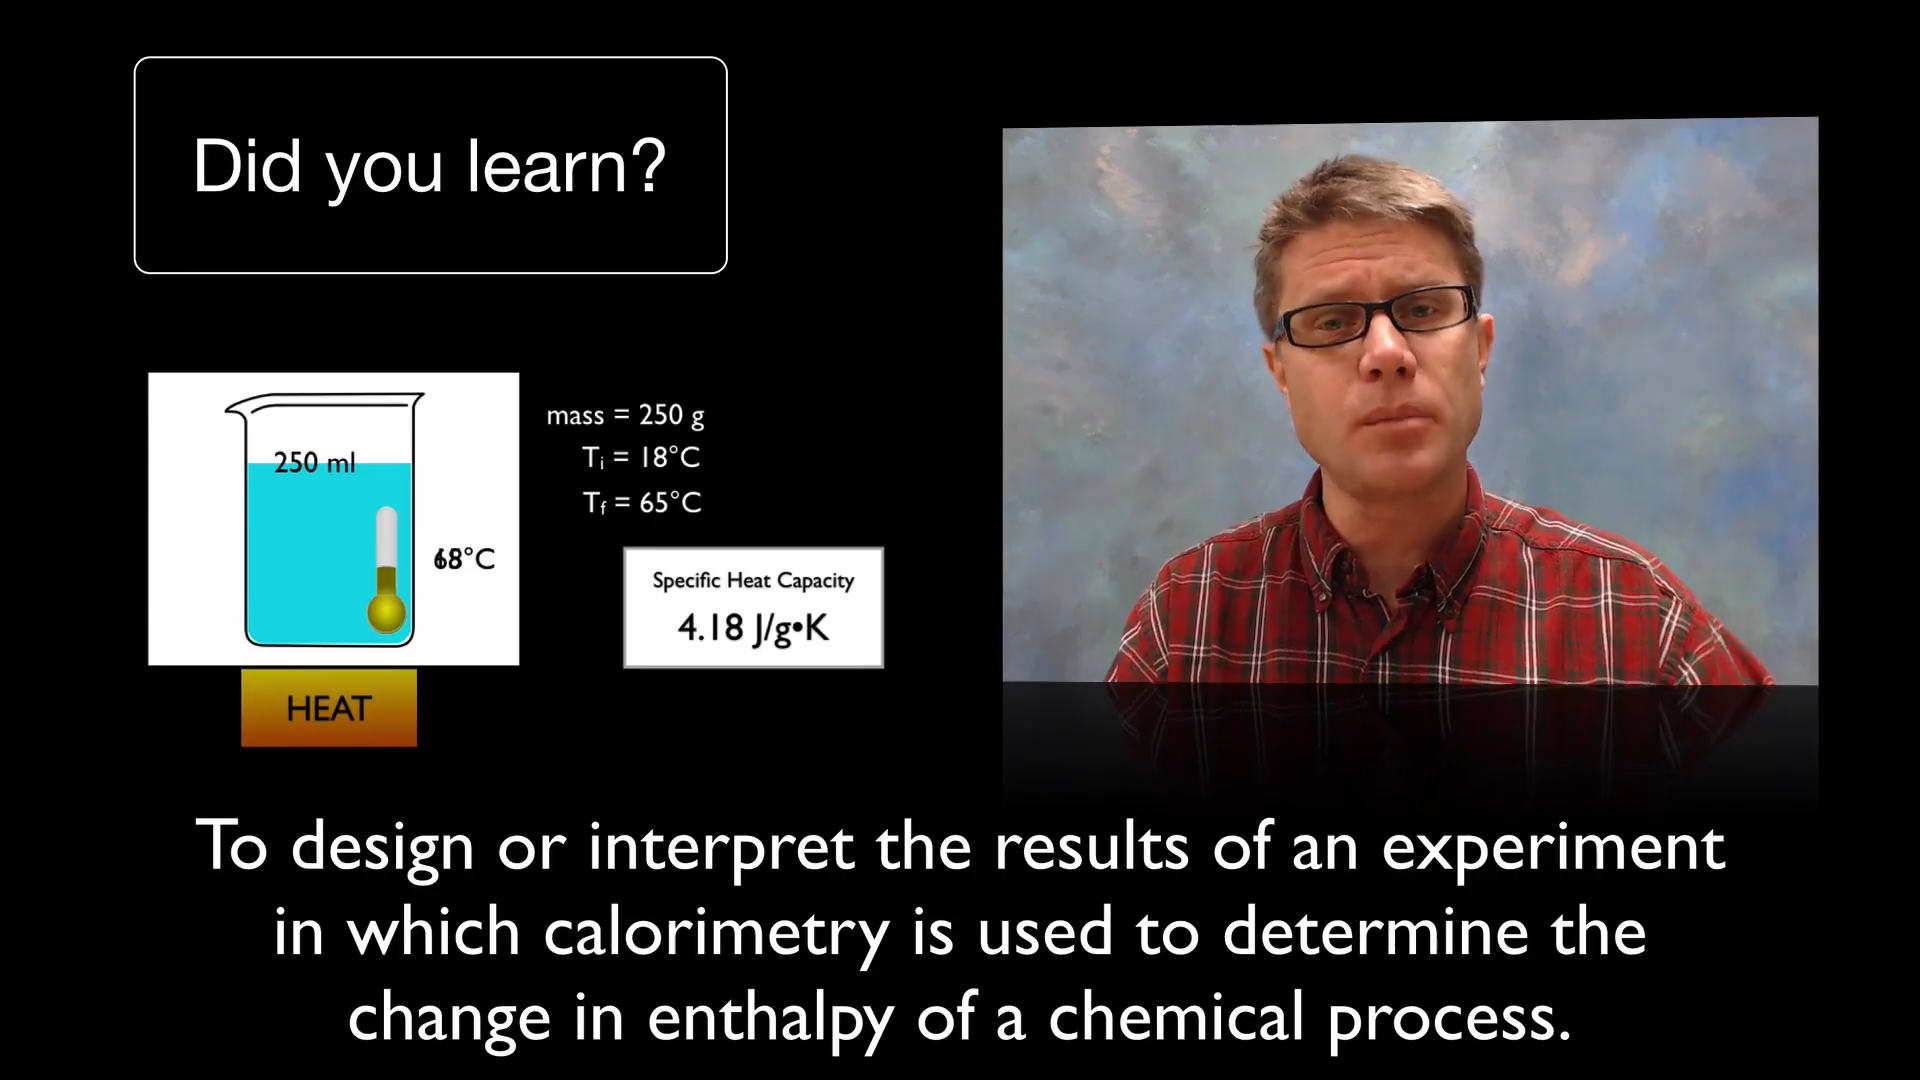 Did you learn?
250 ml
mass = 250 g
Tᵢ = 18°C
T_f = 65°C
Specific Heat Capacity
4.18 J/g•K
HEAT
To design or interpret the results of an experiment
in which calorimetry is used to determine the
change in enthalpy of a chemical process.